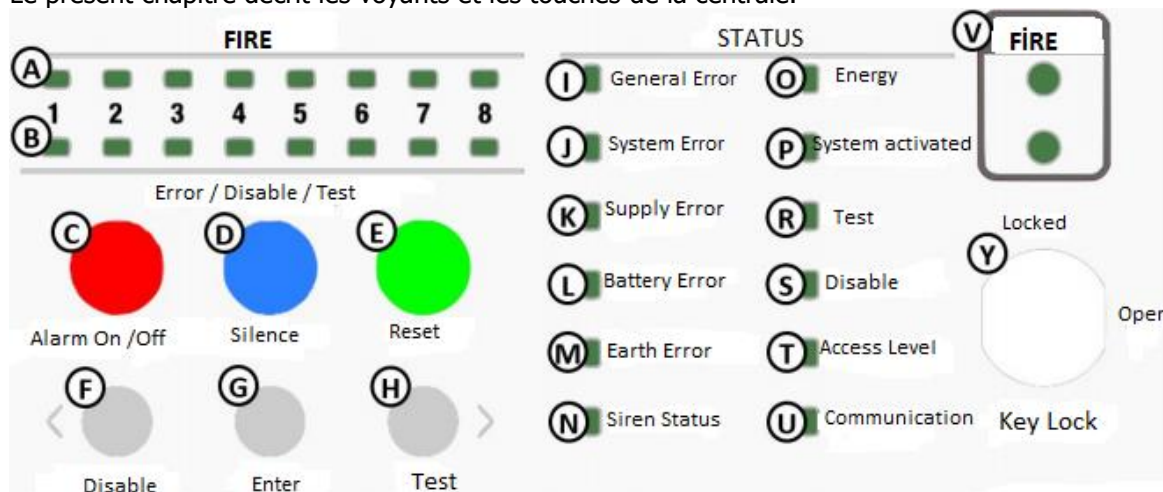 Le présent chapitre décrit les voyants et les touches de la centrale.
FIRE
A
1 2 3 4 5 6 7 8
B
Error / Disable / Test
C D E
Alarm On /Off Silence Reset
F G H
< >
Disable Enter Test
STATUS
I General Error O Energy
J System Error P System activated
K Supply Error R Test
L Battery Error S Disable
M Earth Error T Access Level
N Siren Status U Communication
V FİRE
Locked
Y
Oper
Key Lock